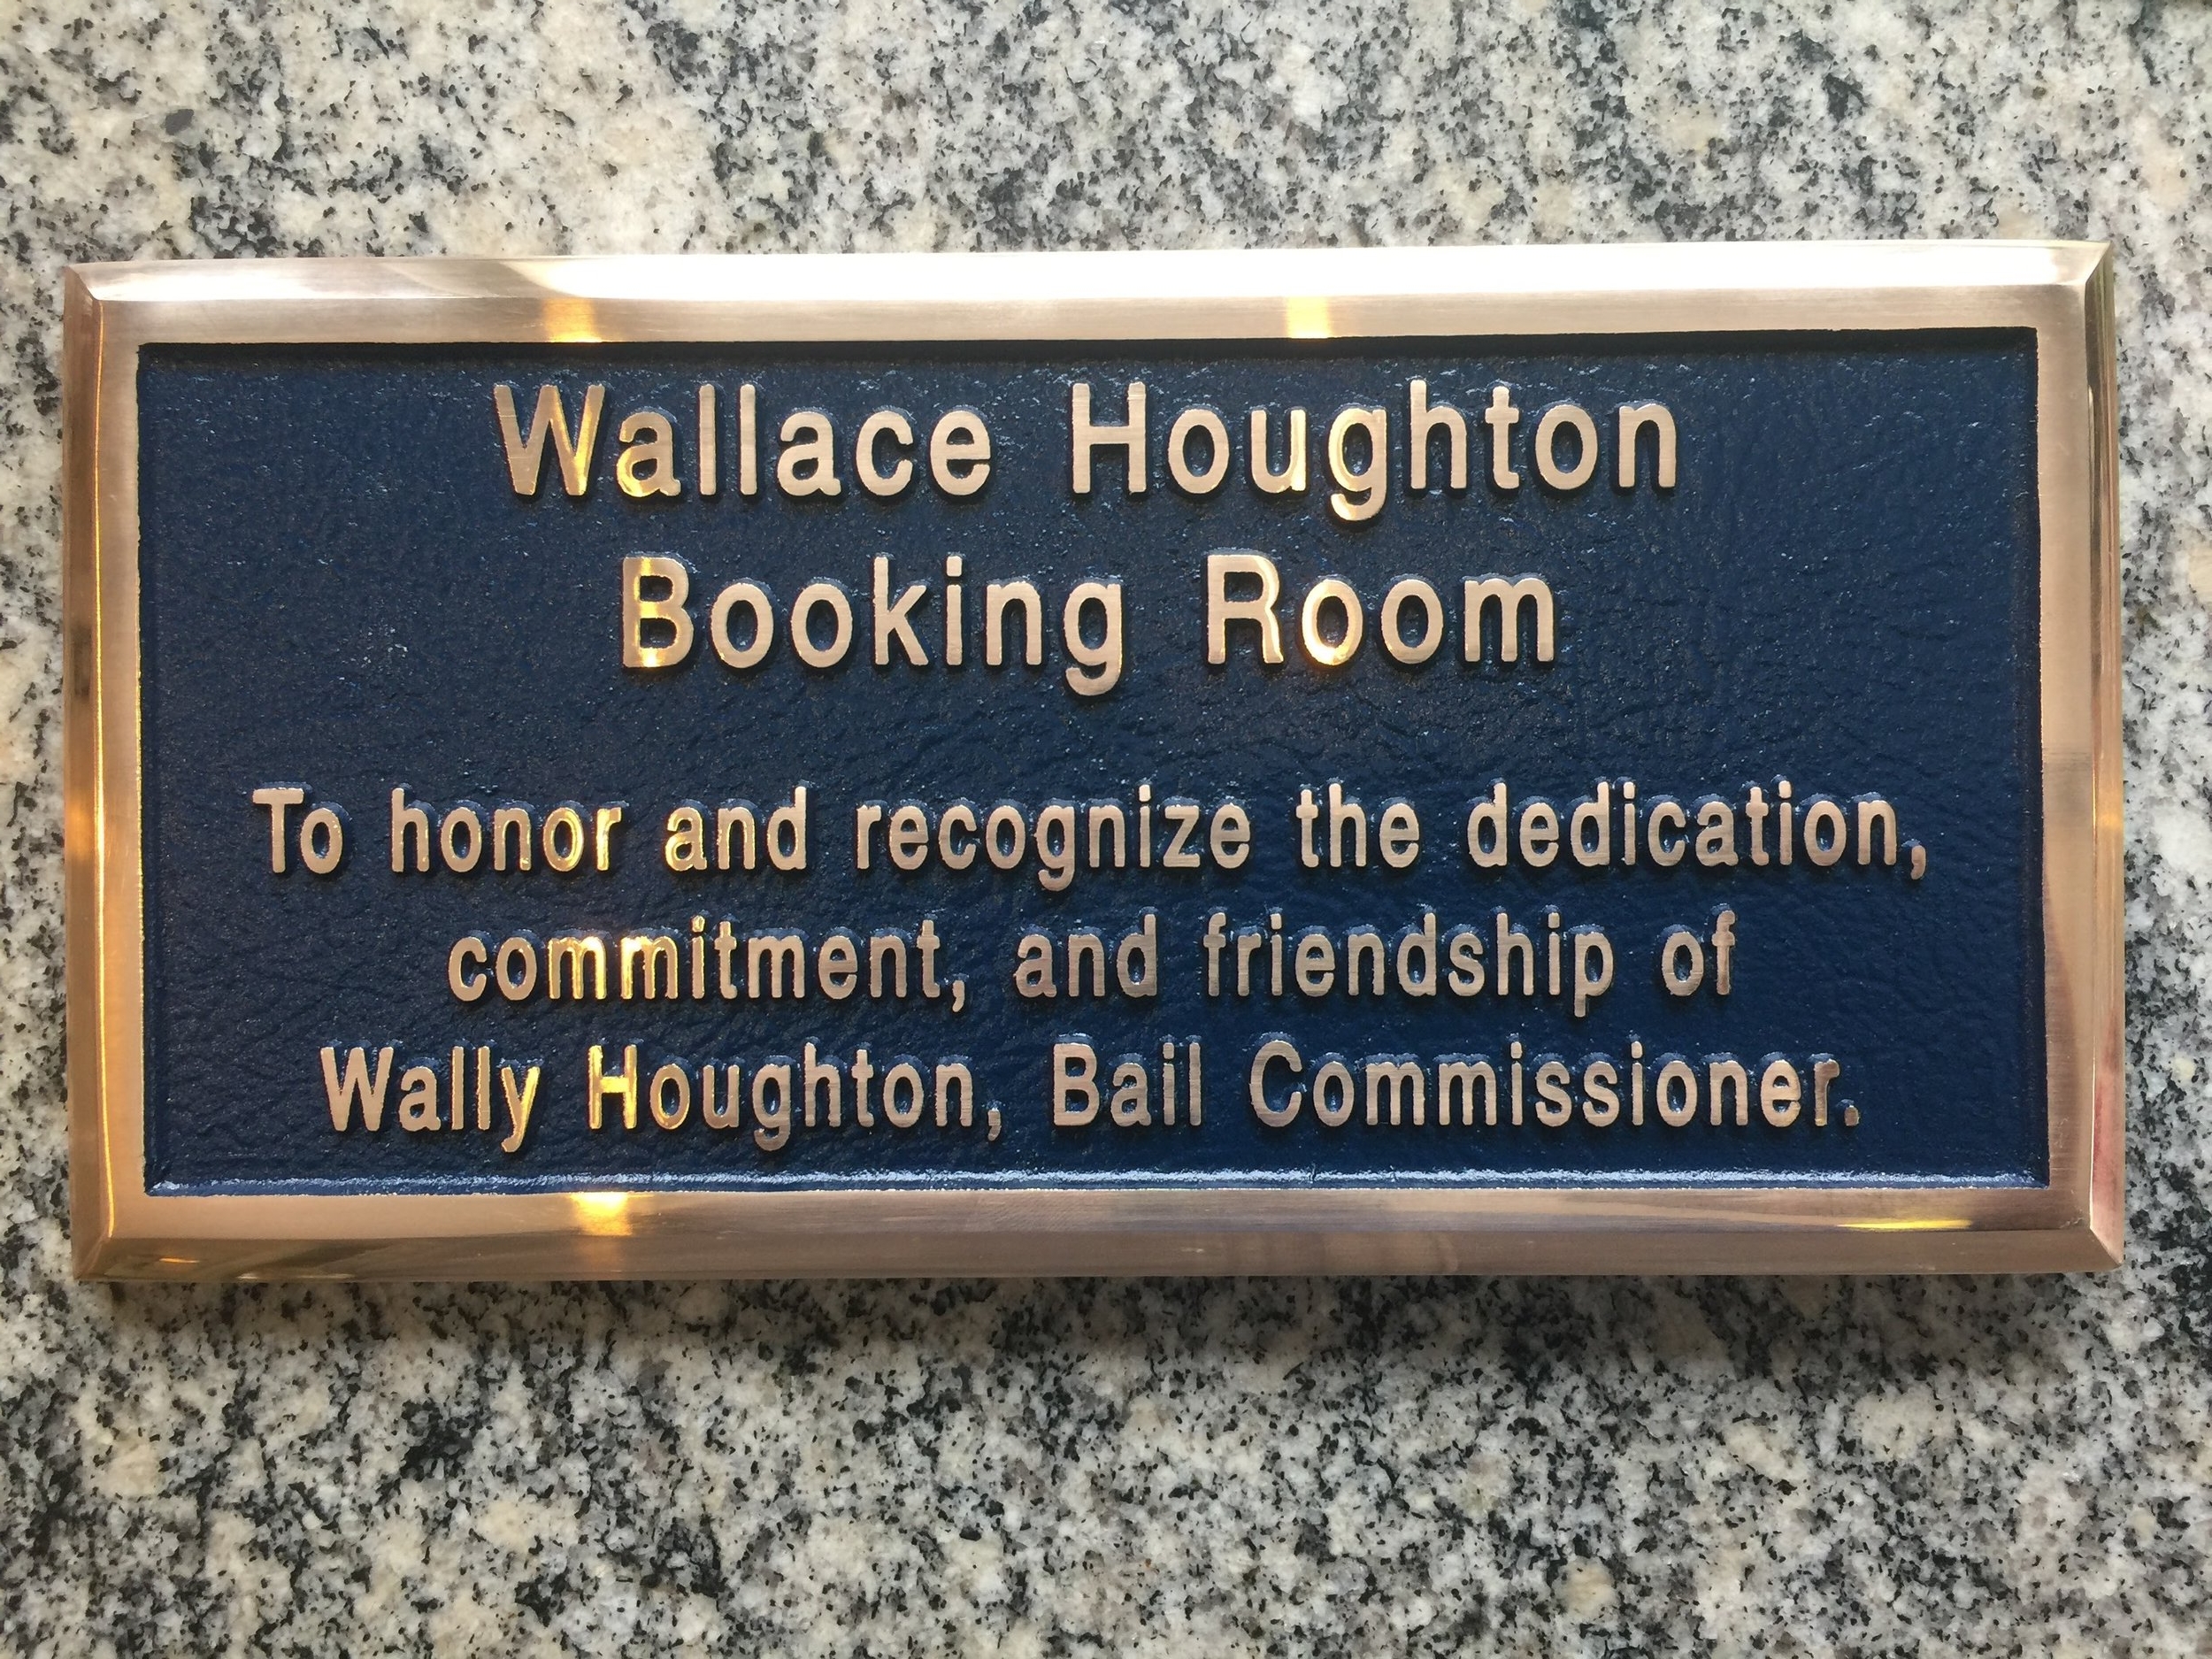 Wallace Houghton
Booking Room
To honor and recognize the dedication,
commitment, and friendship of
Wally Houghton, Bail Commissioner.